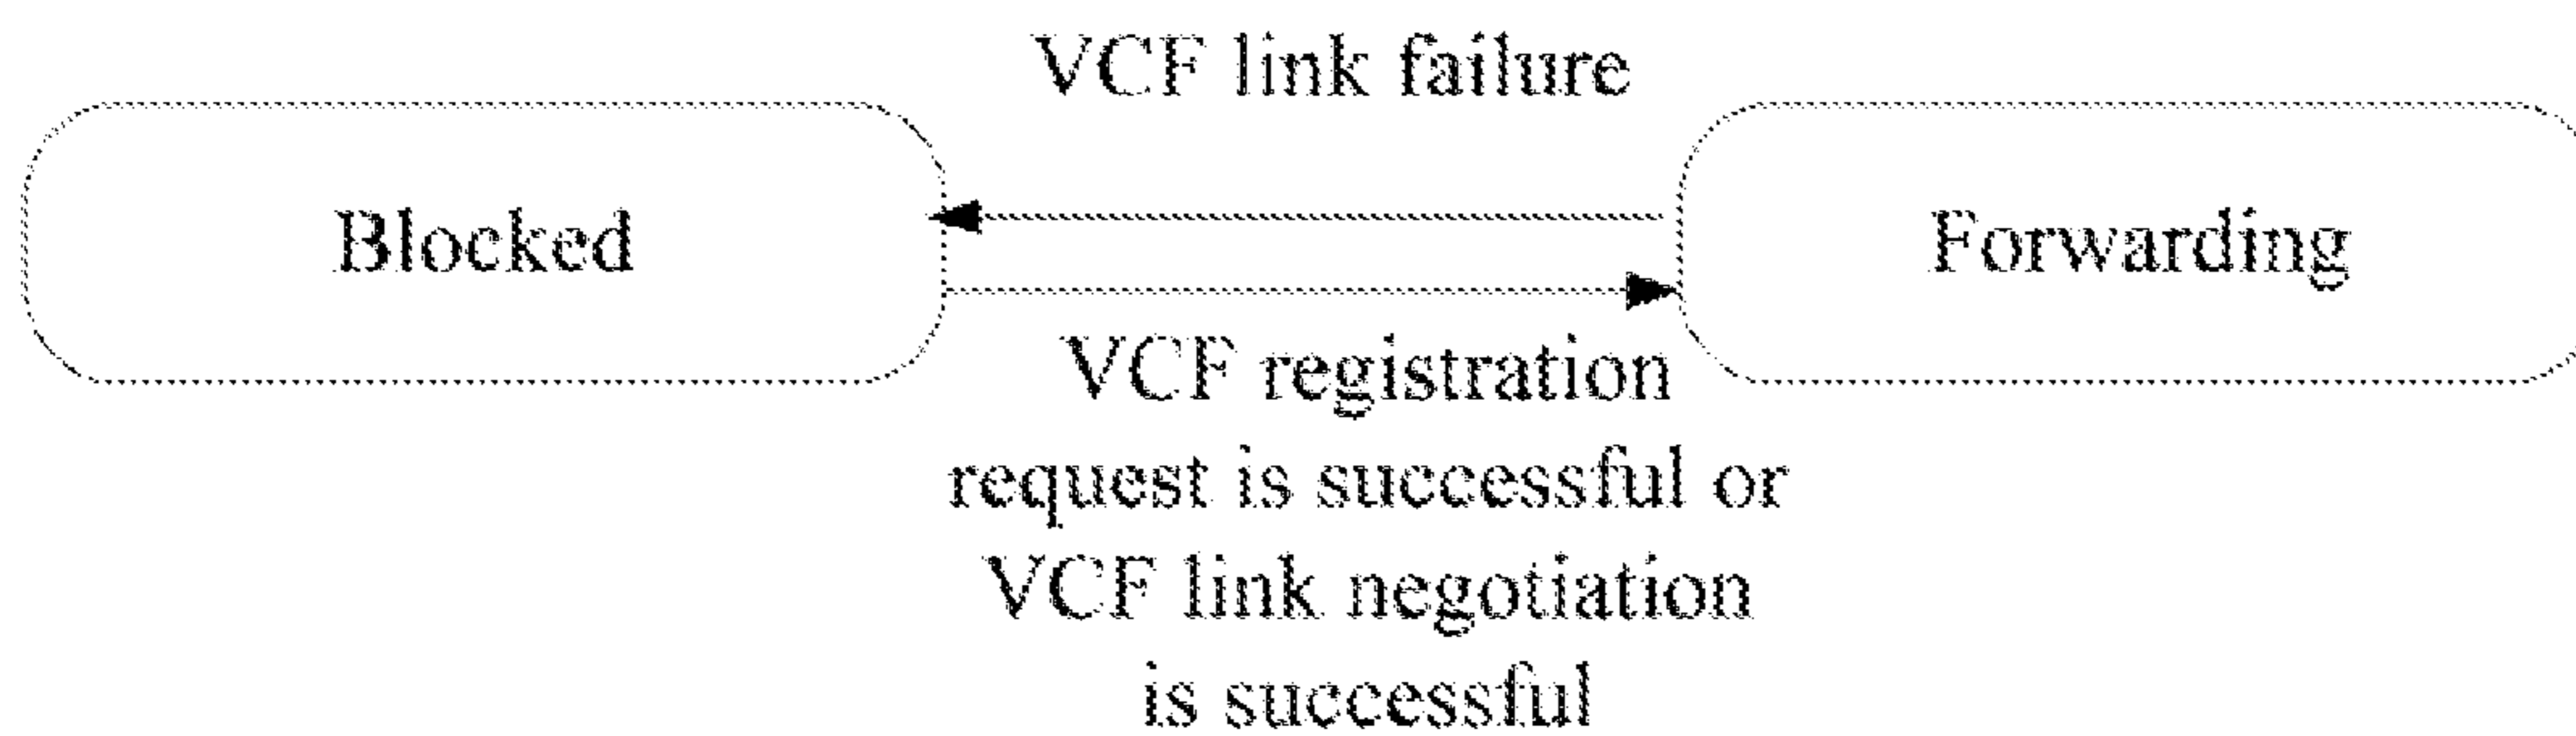 VCF link failure
Blocked
Forwarding
VCF registration
request is successful or
VCF link negotiation
is successful